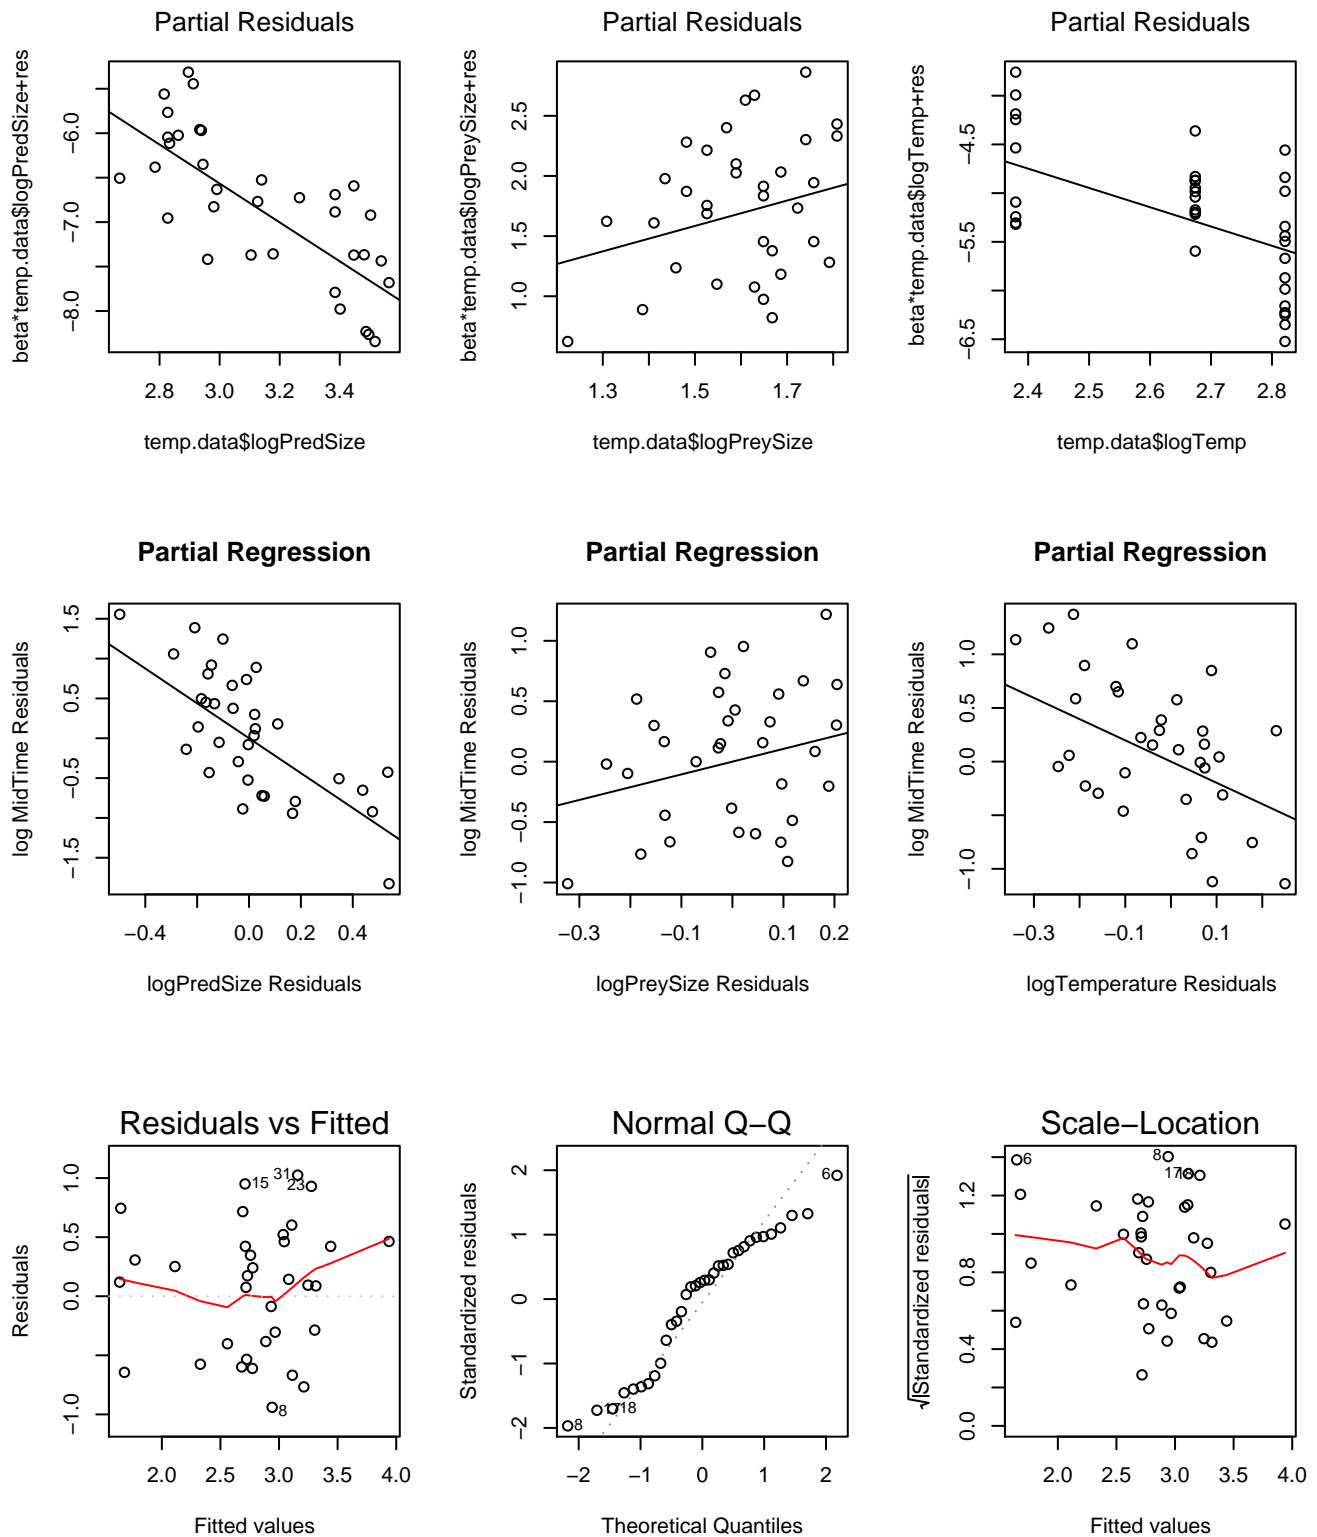 Partial Residuals
beta*temp.data$logPredSize+res
−6.0
−7.0
−8.0
2.8 3.0 3.2 3.4
temp.data$logPredSize
Partial Residuals
beta*temp.data$logPreySize+res
2.5
2.0
1.5
1.0
1.3 1.5 1.7
temp.data$logPreySize
Partial Residuals
beta*temp.data$logTemp+res
−4.5
−5.5
−6.5
2.4 2.5 2.6 2.7 2.8
temp.data$logTemp
Partial Regression
log MidTime Residuals
1.5
0.5
−0.5
−1.5
−0.4 0.0 0.2 0.4
logPredSize Residuals
Partial Regression
log MidTime Residuals
1.0
0.5
0.0
−0.5
−1.0
−0.3 −0.1 0.1 0.2
logPreySize Residuals
Partial Regression
log MidTime Residuals
1.0
0.5
0.0
−1.0
−0.3 −0.1 0.1
logTemperature Residuals
Residuals vs Fitted
Residuals
1.0
0.5
0.0
−1.0
31
15
23
8
2.0 2.5 3.0 3.5 4.0
Fitted values
Normal Q−Q
Standardized residuals
2
1
0
−1
−2
6
8
17
18
−2 −1 0 1 2
Theoretical Quantiles
Scale−Location
√|Standardized residuals|
1.2
0.8
0.4
0.0
6
8
17
2.0 3.0 4.0
Fitted values